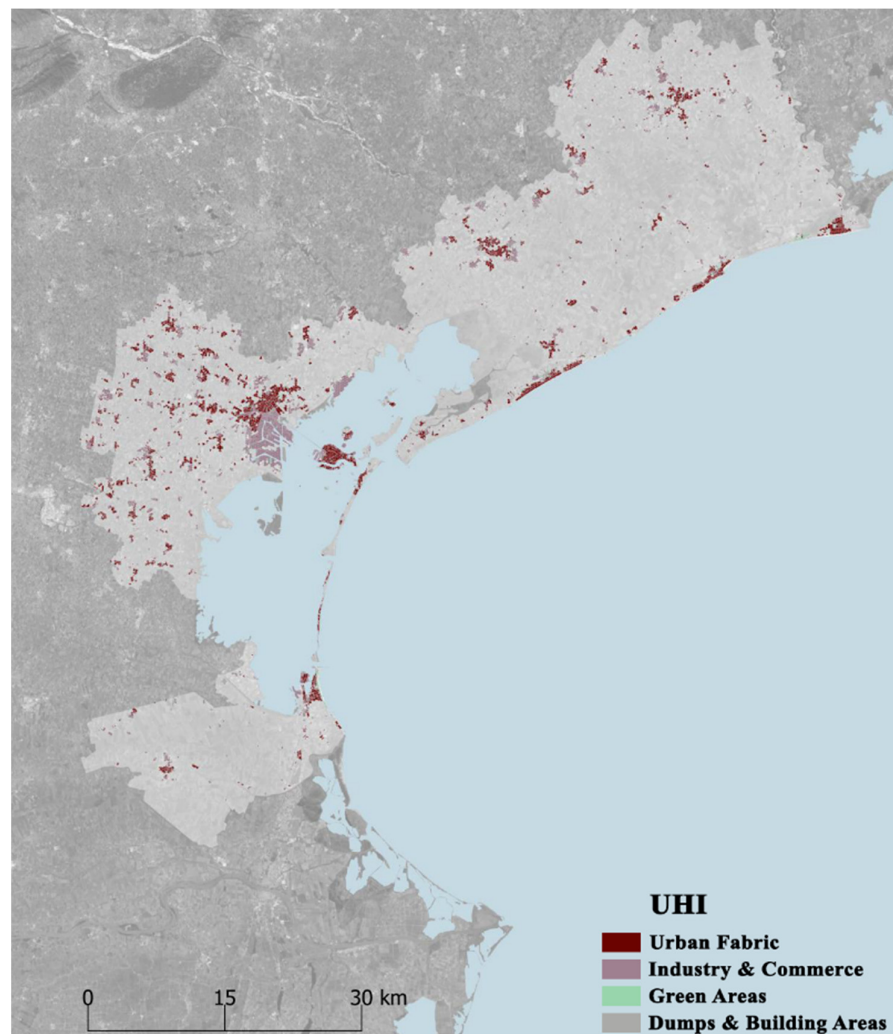 UHI
Urban Fabric
Industry & Commerce
Green Areas
Dumps & Building Areas
0 15 30 km